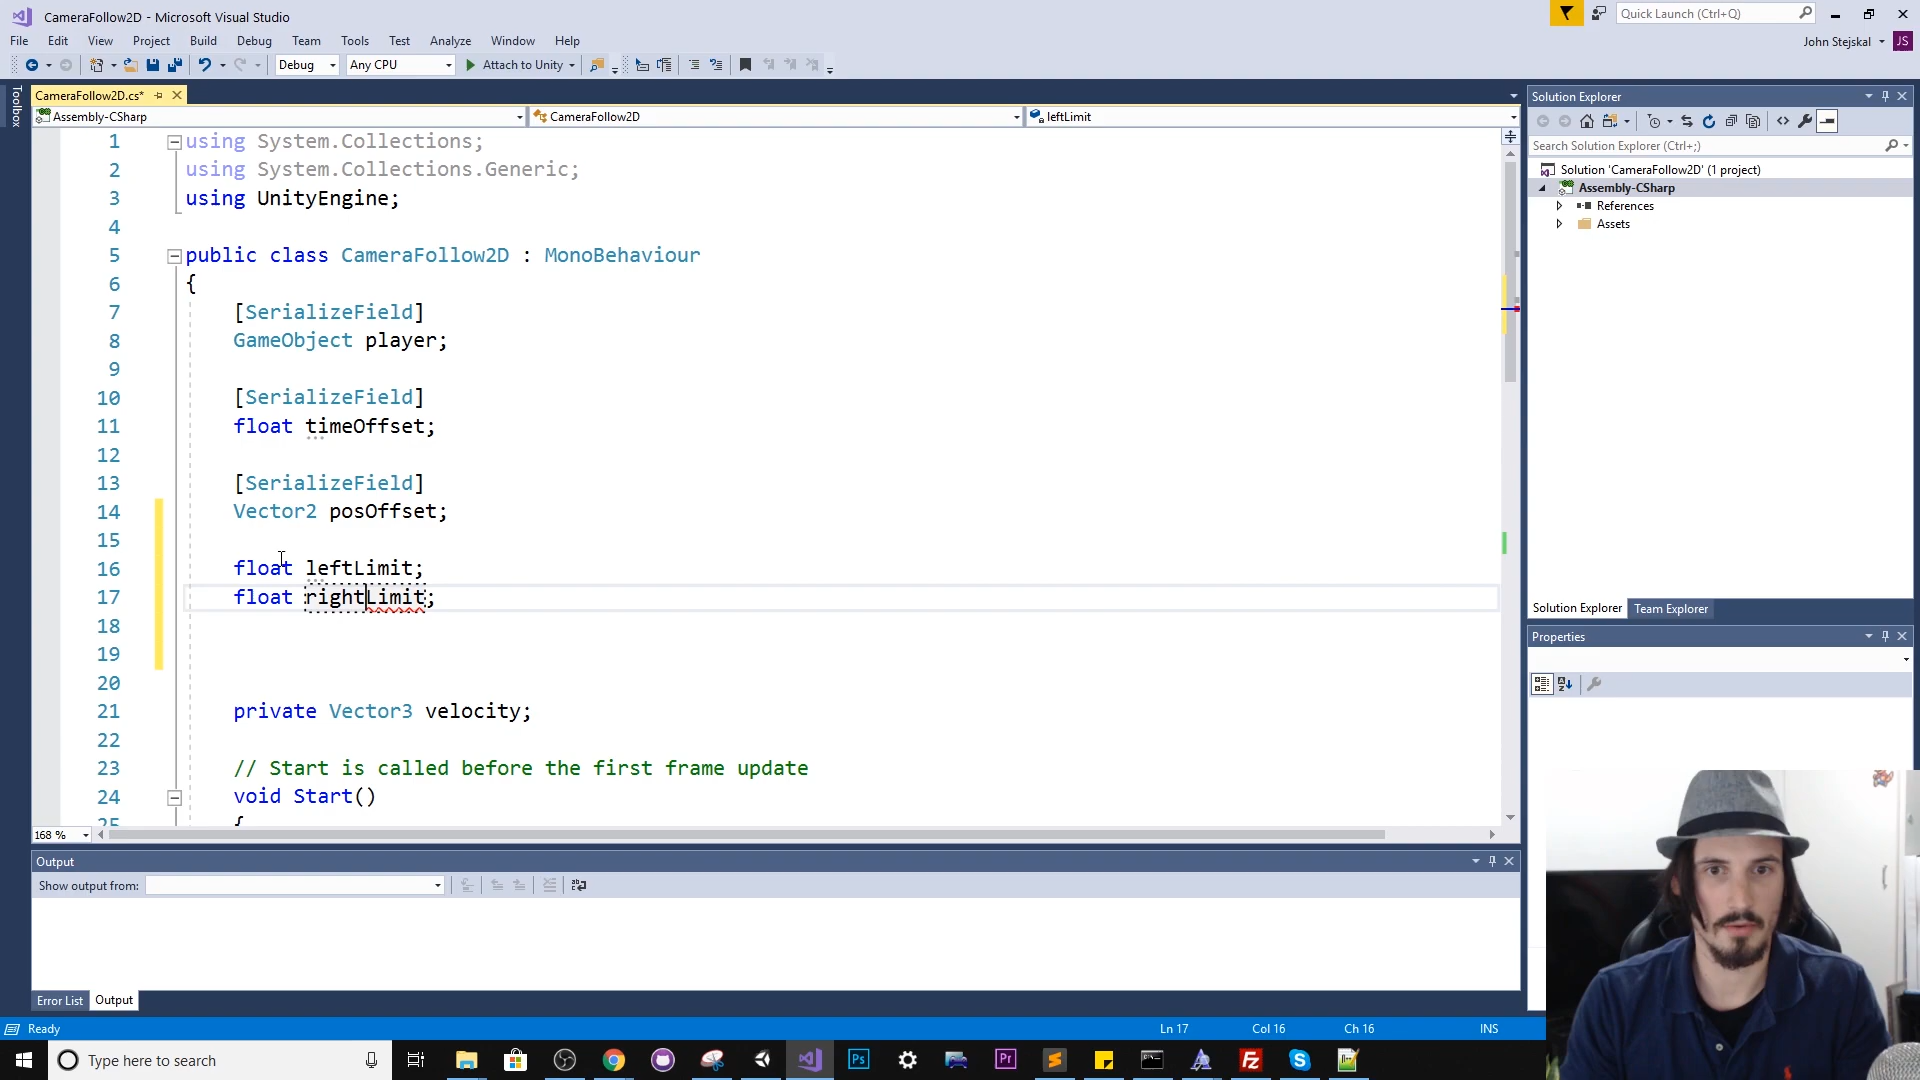 CameraFollow2D - Microsoft Visual Studio
Quick Launch (Ctrl+Q)
File Edit View Project Build Debug Team Tools Test Analyze Window Help
John Stejskal JS
Debug Any CPU Attach to Unity
Toolbox
CameraFollow2D.cs*
Assembly-CSharp CameraFollow2D leftLimit
1 using System.Collections;
2 using System.Collections.Generic;
3 using UnityEngine;
4
5 public class CameraFollow2D : MonoBehaviour
6 {
7 [SerializeField]
8 GameObject player;
9
10 [SerializeField]
11 float timeOffset;
12
13 [SerializeField]
14 Vector2 posOffset;
15
16 float leftLimit;
17 float rightLimit;
18
19
20
21 private Vector3 velocity;
22
23 // Start is called before the first frame update
24 void Start()
25 {
168 %
Output
Show output from:
Error List Output
Ready Ln 17 Col 16 Ch 16 INS
Solution Explorer
Search Solution Explorer (Ctrl+;)
Solution 'CameraFollow2D' (1 project)
Assembly-CSharp
References
Assets
Solution Explorer Team Explorer
Properties
Type here to search
Ps
Pr
Fz